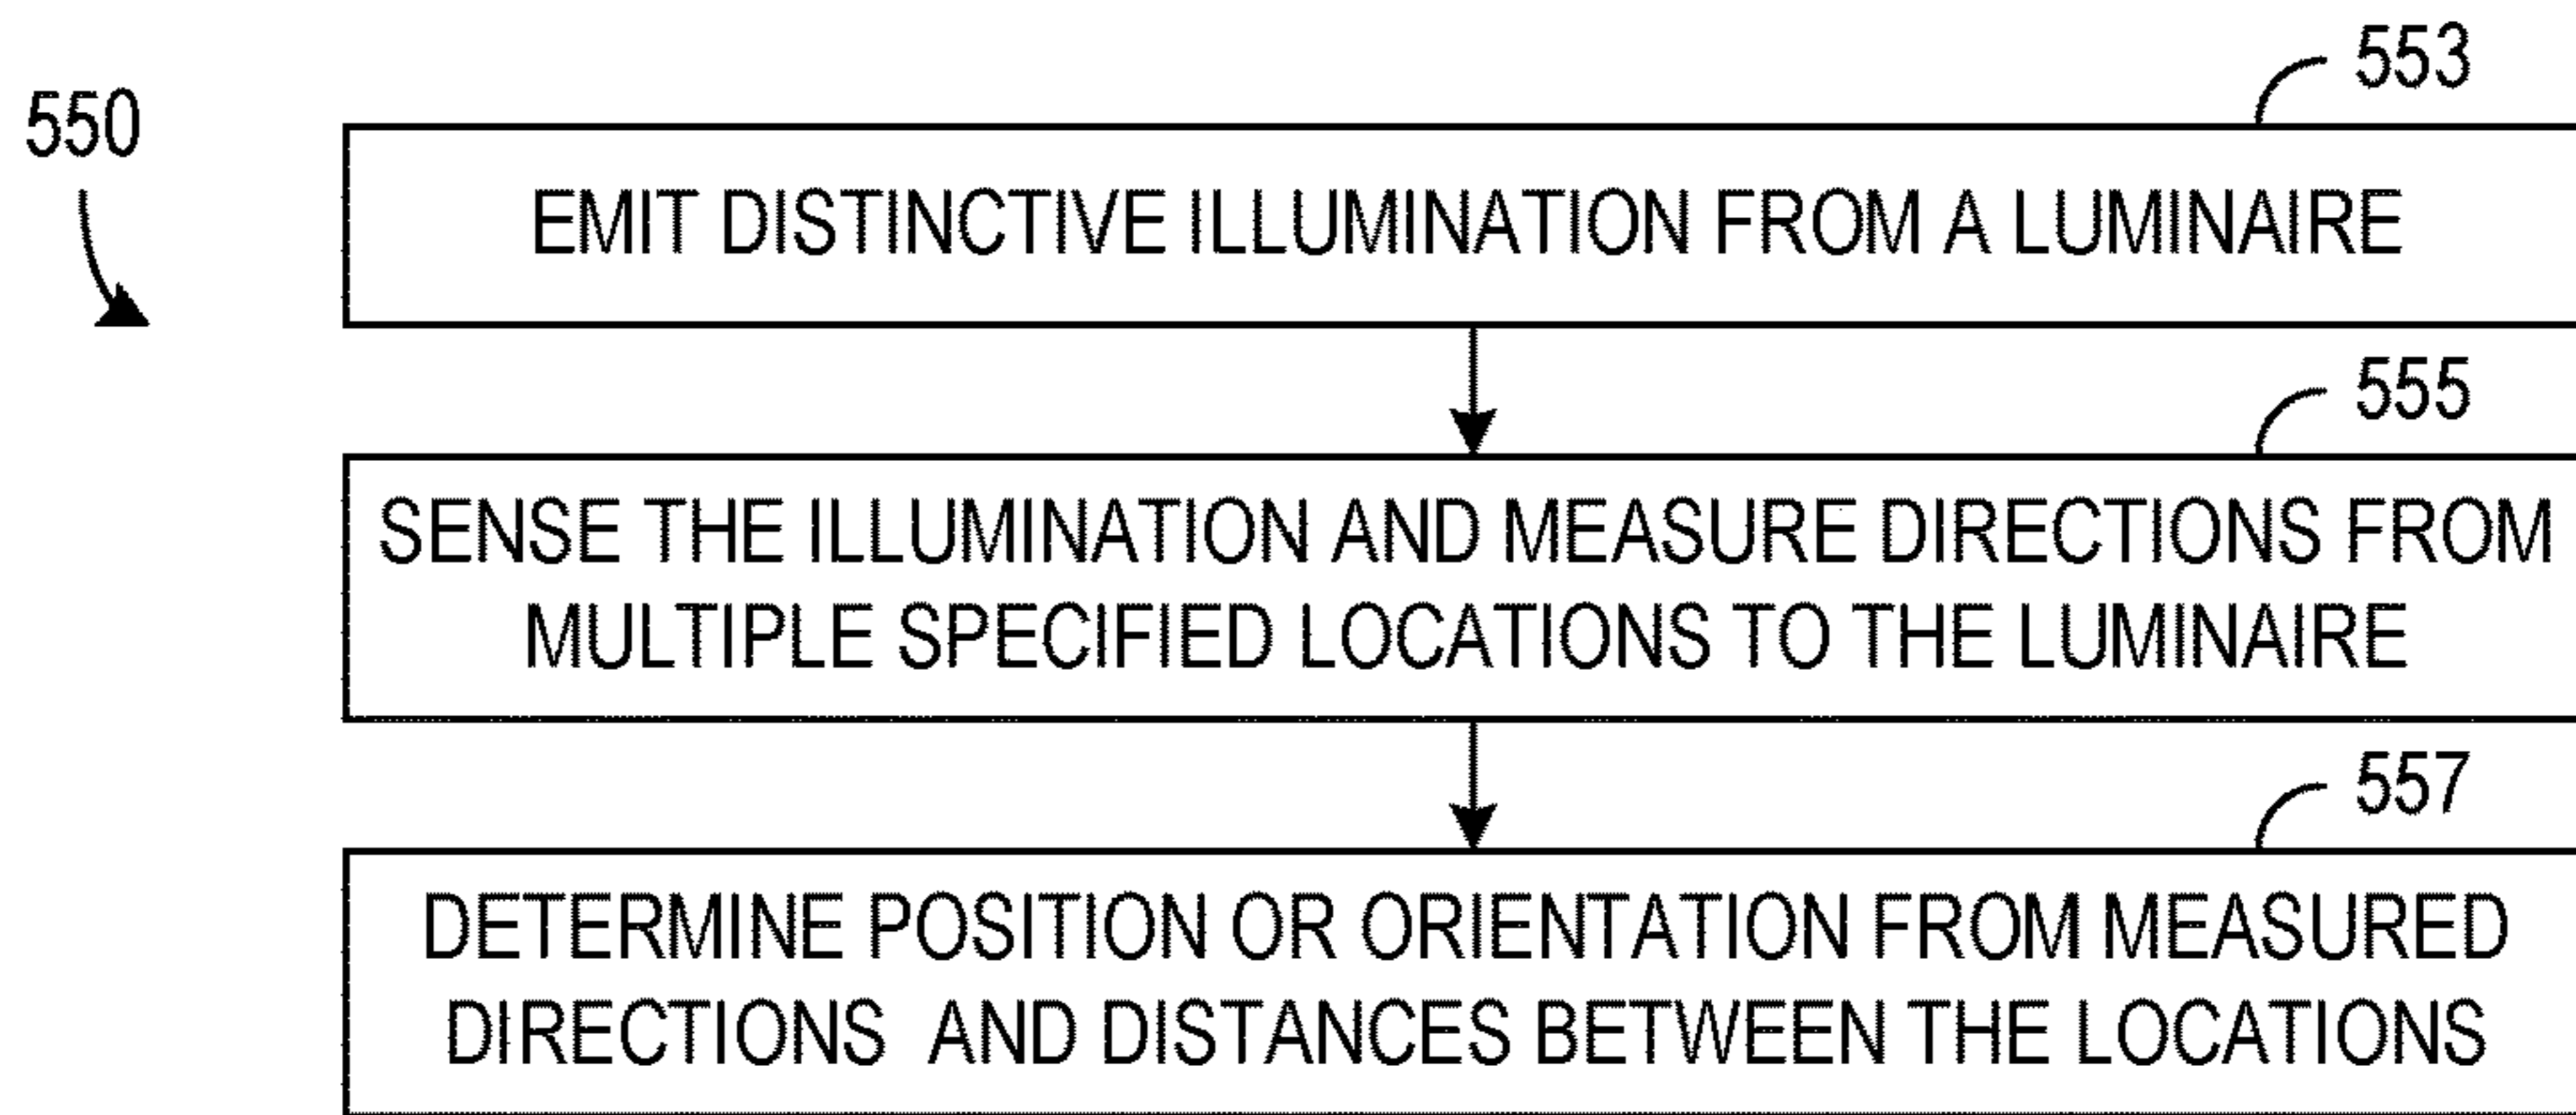 550
553
EMIT DISTINCTIVE ILLUMINATION FROM A LUMINAIRE
555
SENSE THE ILLUMINATION AND MEASURE DIRECTIONS FROM
MULTIPLE SPECIFIED LOCATIONS TO THE LUMINAIRE
557
DETERMINE POSITION OR ORIENTATION FROM MEASURED
DIRECTIONS AND DISTANCES BETWEEN THE LOCATIONS